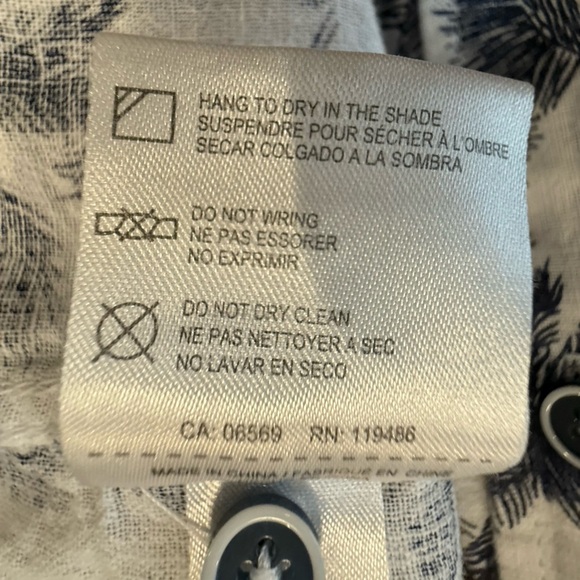 HANG TO DRY IN THE SHADE
SUSPENDRE POUR SÉCHER À L'OMBRE
SECAR COLGADO A LA SOMBRA
DO NOT WRING
NE PAS ESSORER
NO EXPRIMIR
DO NOT DRY CLEAN
NE PAS NETTOYER A SEC
NO LAVAR EN SECO
CA: 06569 RN: 119486
MADE IN CHINA / FABRIQUÉ EN CHINE